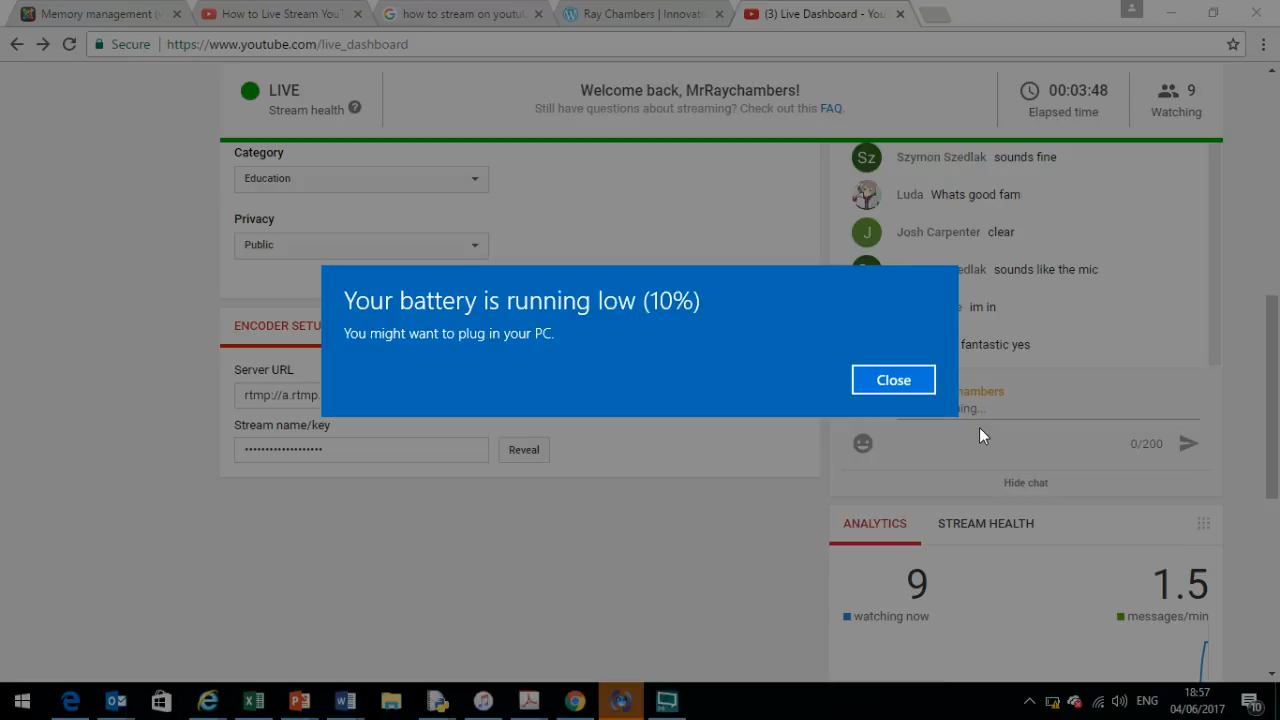 Memory management (
How to Live Stream YouT
how to stream on youtu
Ray Chambers | Innovat
(3) Live Dashboard - You
Secure
https://www.youtube.com/live_dashboard
LIVE
Stream health
Welcome back, MrRaychambers!
Still have questions about streaming? Check out this FAQ.
00:03:48
Elapsed time
9
Watching
Category
Education
Privacy
Public
Sz
Szymon Szedlak sounds fine
Luda Whats good fam
J
Josh Carpenter clear
edlak sounds like the mic
im in
fantastic yes
Your battery is running low (10%)
You might want to plug in your PC.
Close
ENCODER SETU
Server URL
rtmp://a.rtmp.
Stream name/key
Reveal
hambers
ing...
0/200
Hide chat
ANALYTICS
STREAM HEALTH
9
watching now
1.5
messages/min
ENG
18:57
04/06/2017
10